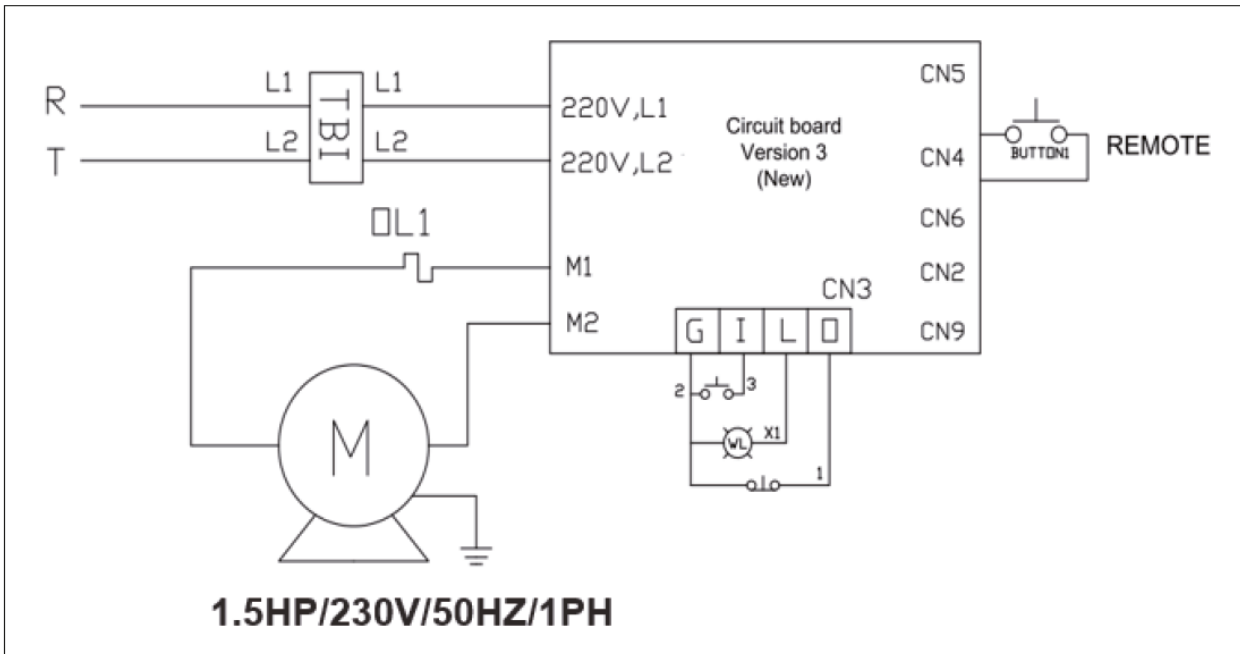 R
T
L1
L2
TBI
L1
L2
220V,L1
220V,L2
Circuit board
Version 3
(New)
CN5
CN4
CN6
CN2
CN9
BUTTON1
REMOTE
OL1
M1
M2
CN3
G I L O
2
3
WL
X1
1
M
1.5HP/230V/50HZ/1PH